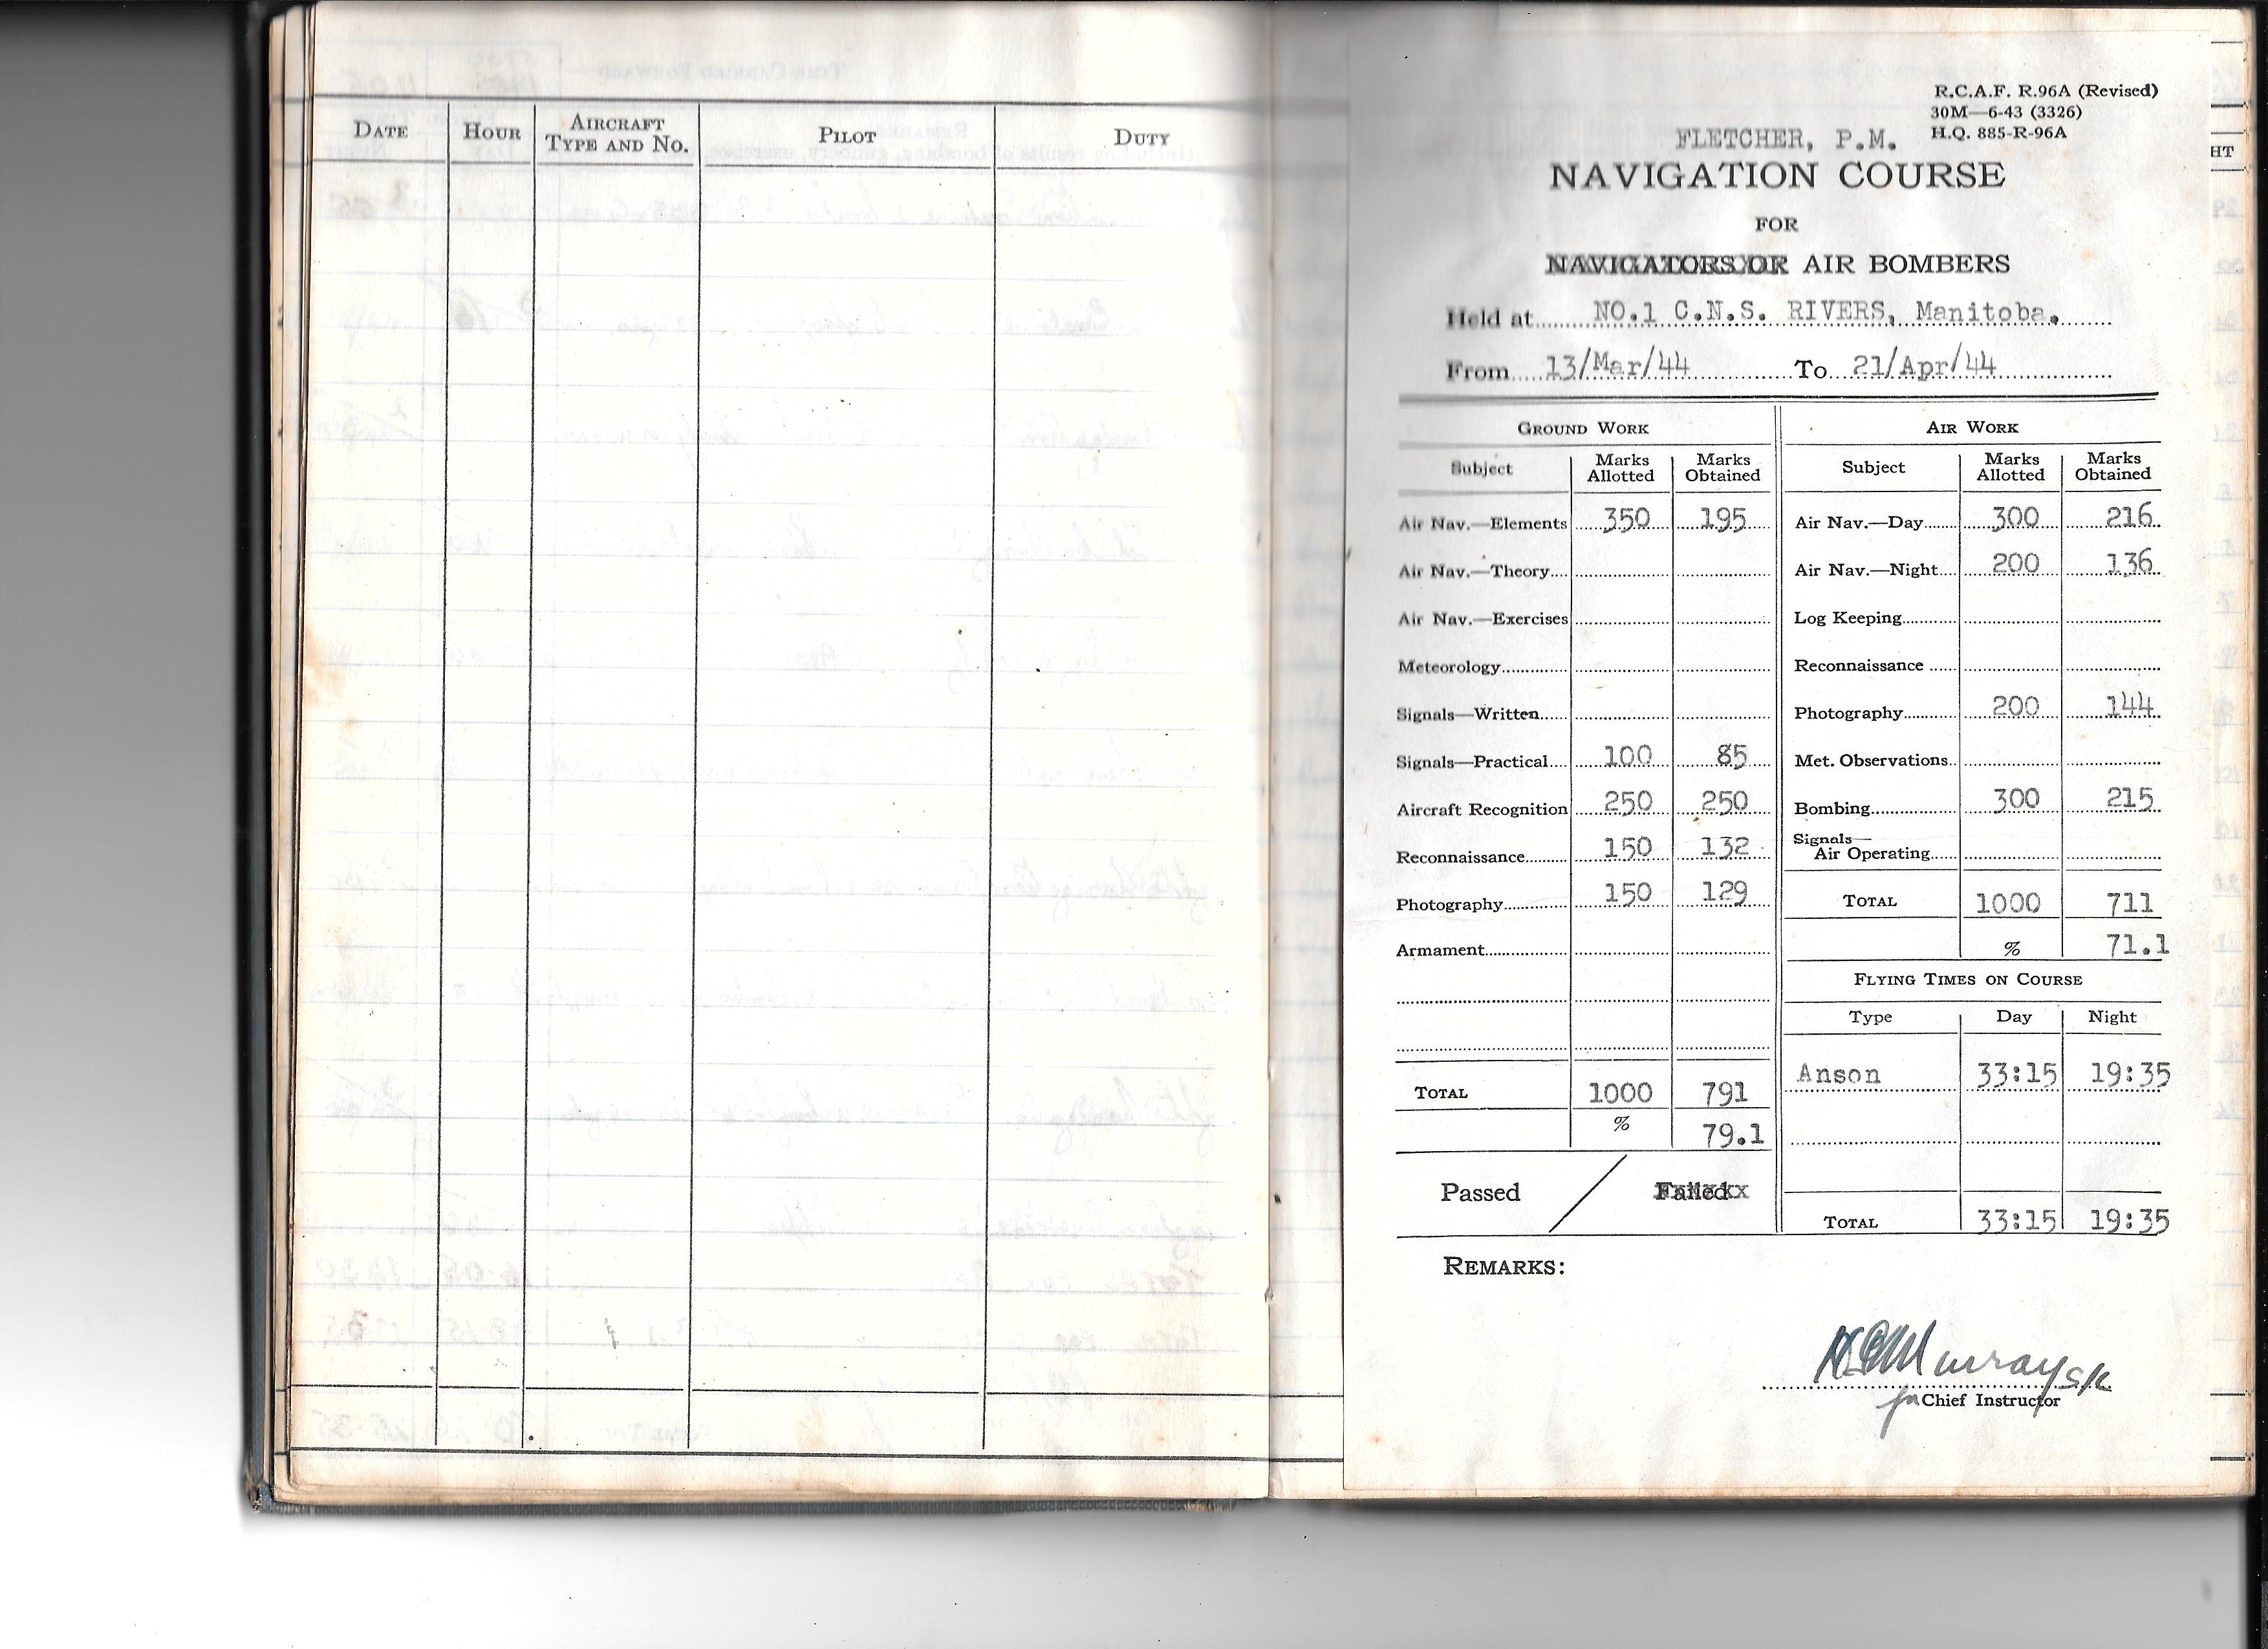 DATE HOUR AIRCRAFT TYPE AND NO. PILOT DUTY
R.C.A.F. R.96A (Revised)
30M—6-43 (3326)
H.Q. 885-R-96A
FLETCHER, P.M.
NAVIGATION COURSE
FOR
NAVIGATORS OR AIR BOMBERS
Held at NO.1 C.N.S. RIVERS, Manitoba.
From 13/Mar/44 To 21/Apr/44
GROUND WORK
Subject Marks Allotted Marks Obtained
Air Nav.—Elements 350 195
Air Nav.—Theory
Air Nav.—Exercises
Meteorology
Signals—Written
Signals—Practical 100 85
Aircraft Recognition 250 250
Reconnaissance 150 132
Photography 150 129
Armament
TOTAL 1000 791
% 79.1
Passed / Failed
AIR WORK
Subject Marks Allotted Marks Obtained
Air Nav.—Day 300 216
Air Nav.—Night 200 136
Log Keeping
Reconnaissance
Photography 200 144
Met. Observations
Bombing 300 215
Signals—
Air Operating
TOTAL 1000 711
% 71.1
FLYING TIMES ON COURSE
Type Day Night
Anson 33:15 19:35
TOTAL 33:15 19:35
REMARKS:
Murray S/L
for Chief Instructor
HT